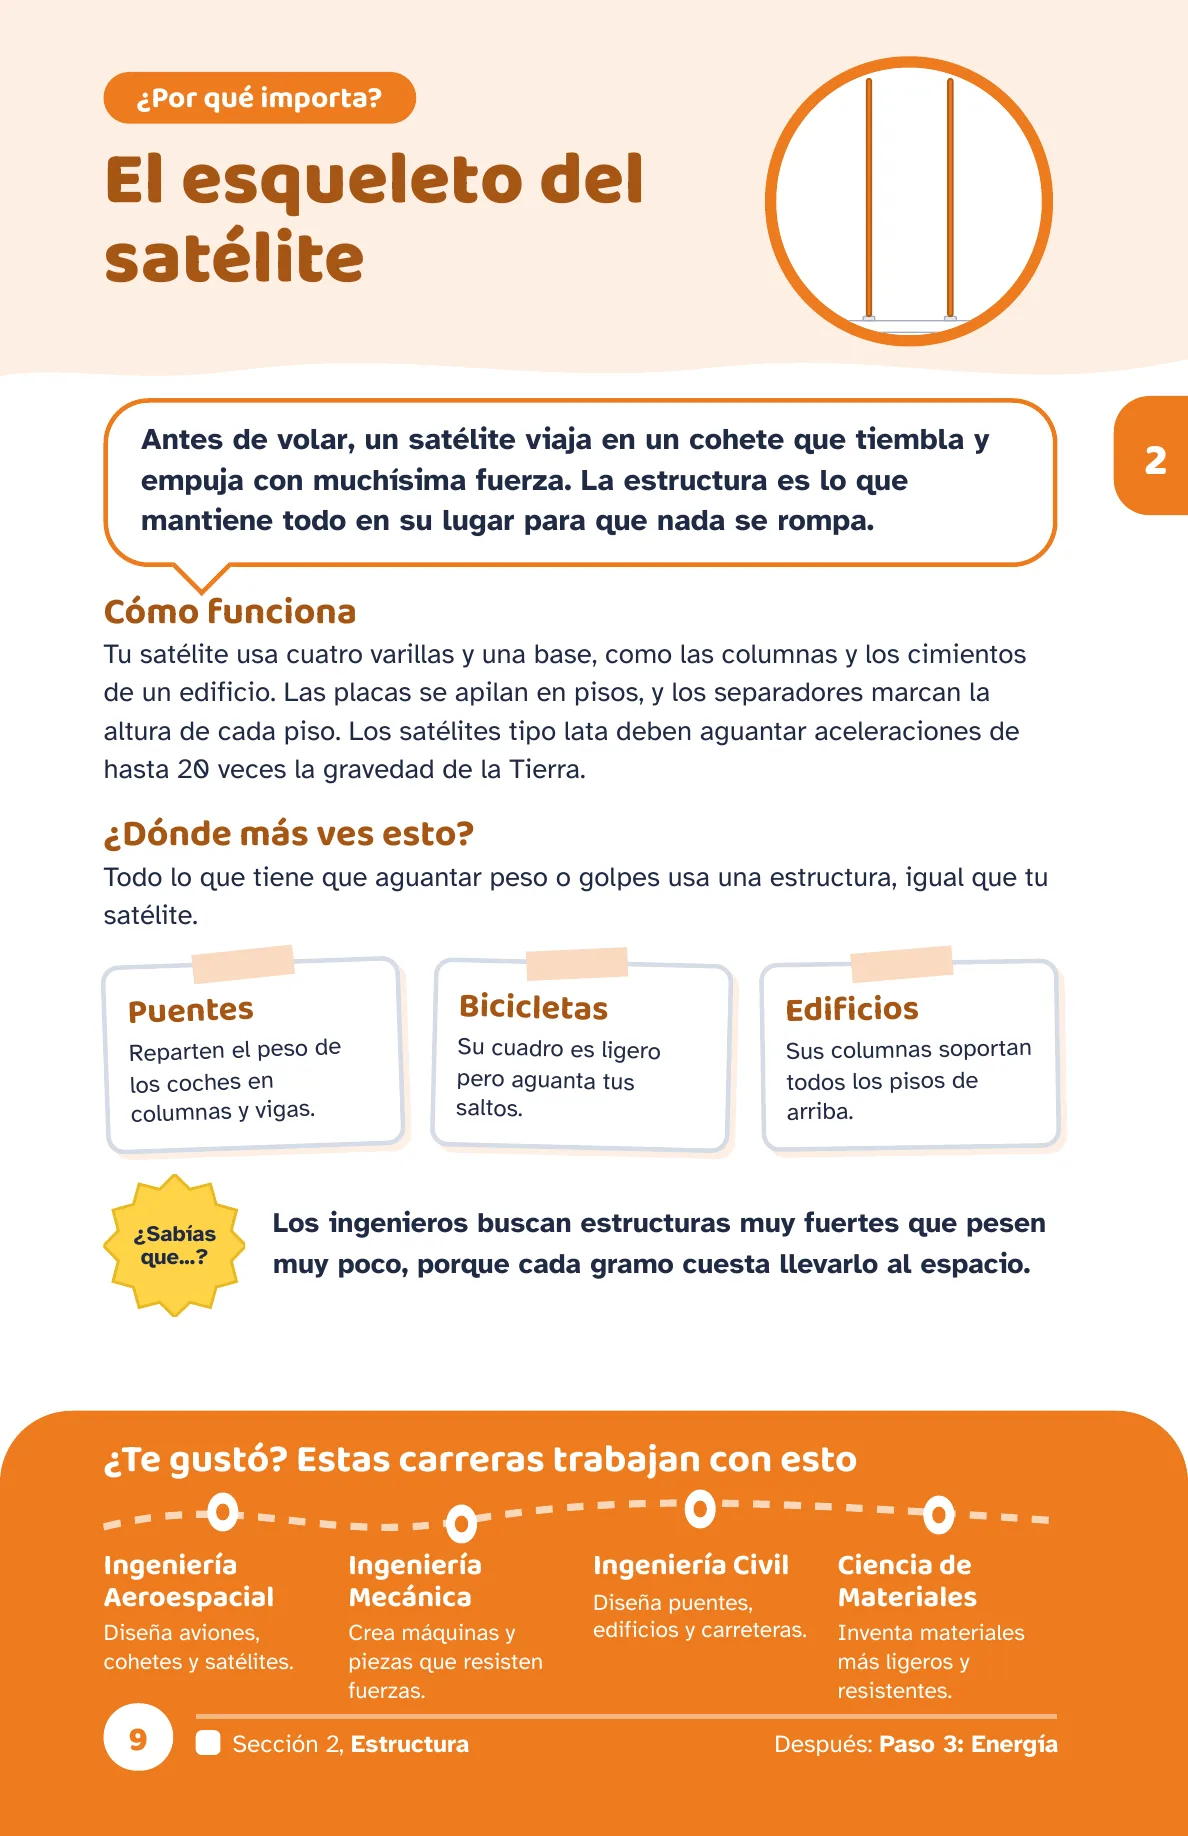 ¿Por qué importa?
El esqueleto del
satélite
2
Antes de volar, un satélite viaja en un cohete que tiembla y
empuja con muchísima fuerza. La estructura es lo que
mantiene todo en su lugar para que nada se rompa.
Cómo funciona
Tu satélite usa cuatro varillas y una base, como las columnas y los cimientos
de un edificio. Las placas se apilan en pisos, y los separadores marcan la
altura de cada piso. Los satélites tipo lata deben aguantar aceleraciones de
hasta 20 veces la gravedad de la Tierra.
¿Dónde más ves esto?
Todo lo que tiene que aguantar peso o golpes usa una estructura, igual que tu
satélite.
Puentes
Reparten el peso de
los coches en
columnas y vigas.
Bicicletas
Su cuadro es ligero
pero aguanta tus
saltos.
Edificios
Sus columnas soportan
todos los pisos de
arriba.
¿Sabías
que...?
Los ingenieros buscan estructuras muy fuertes que pesen
muy poco, porque cada gramo cuesta llevarlo al espacio.
¿Te gustó? Estas carreras trabajan con esto
Ingeniería
Aeroespacial
Diseña aviones,
cohetes y satélites.
Ingeniería
Mecánica
Crea máquinas y
piezas que resisten
fuerzas.
Ingeniería Civil
Diseña puentes,
edificios y carreteras.
Ciencia de
Materiales
Inventa materiales
más ligeros y
resistentes.
9
Sección 2, Estructura
Después: Paso 3: Energía